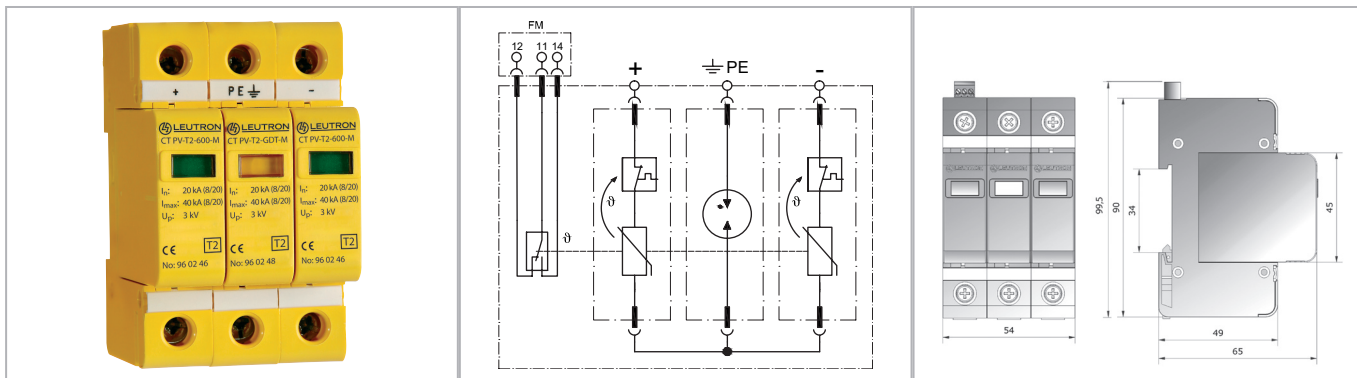 +
PE ⏚
-
LEUTRON
CT PV-T2-600-M
In: 20 kA (8/20)
Imax: 40 kA (8/20)
Up: 3 kV
CE T2
No: 96 02 46
LEUTRON
CT PV-T2-GDT-M
In: 20 kA (8/20)
Imax: 40 kA (8/20)
Up: 3 kV
CE T2
No: 96 02 48
LEUTRON
CT PV-T2-600-M
In: 20 kA (8/20)
Imax: 40 kA (8/20)
Up: 3 kV
CE T2
No: 96 02 46
FM
12 11 14
+ ⏚ PE -
ϑ ϑ
ϑ
LEUTRON LEUTRON LEUTRON
54
99,5
90
34
45
49
65